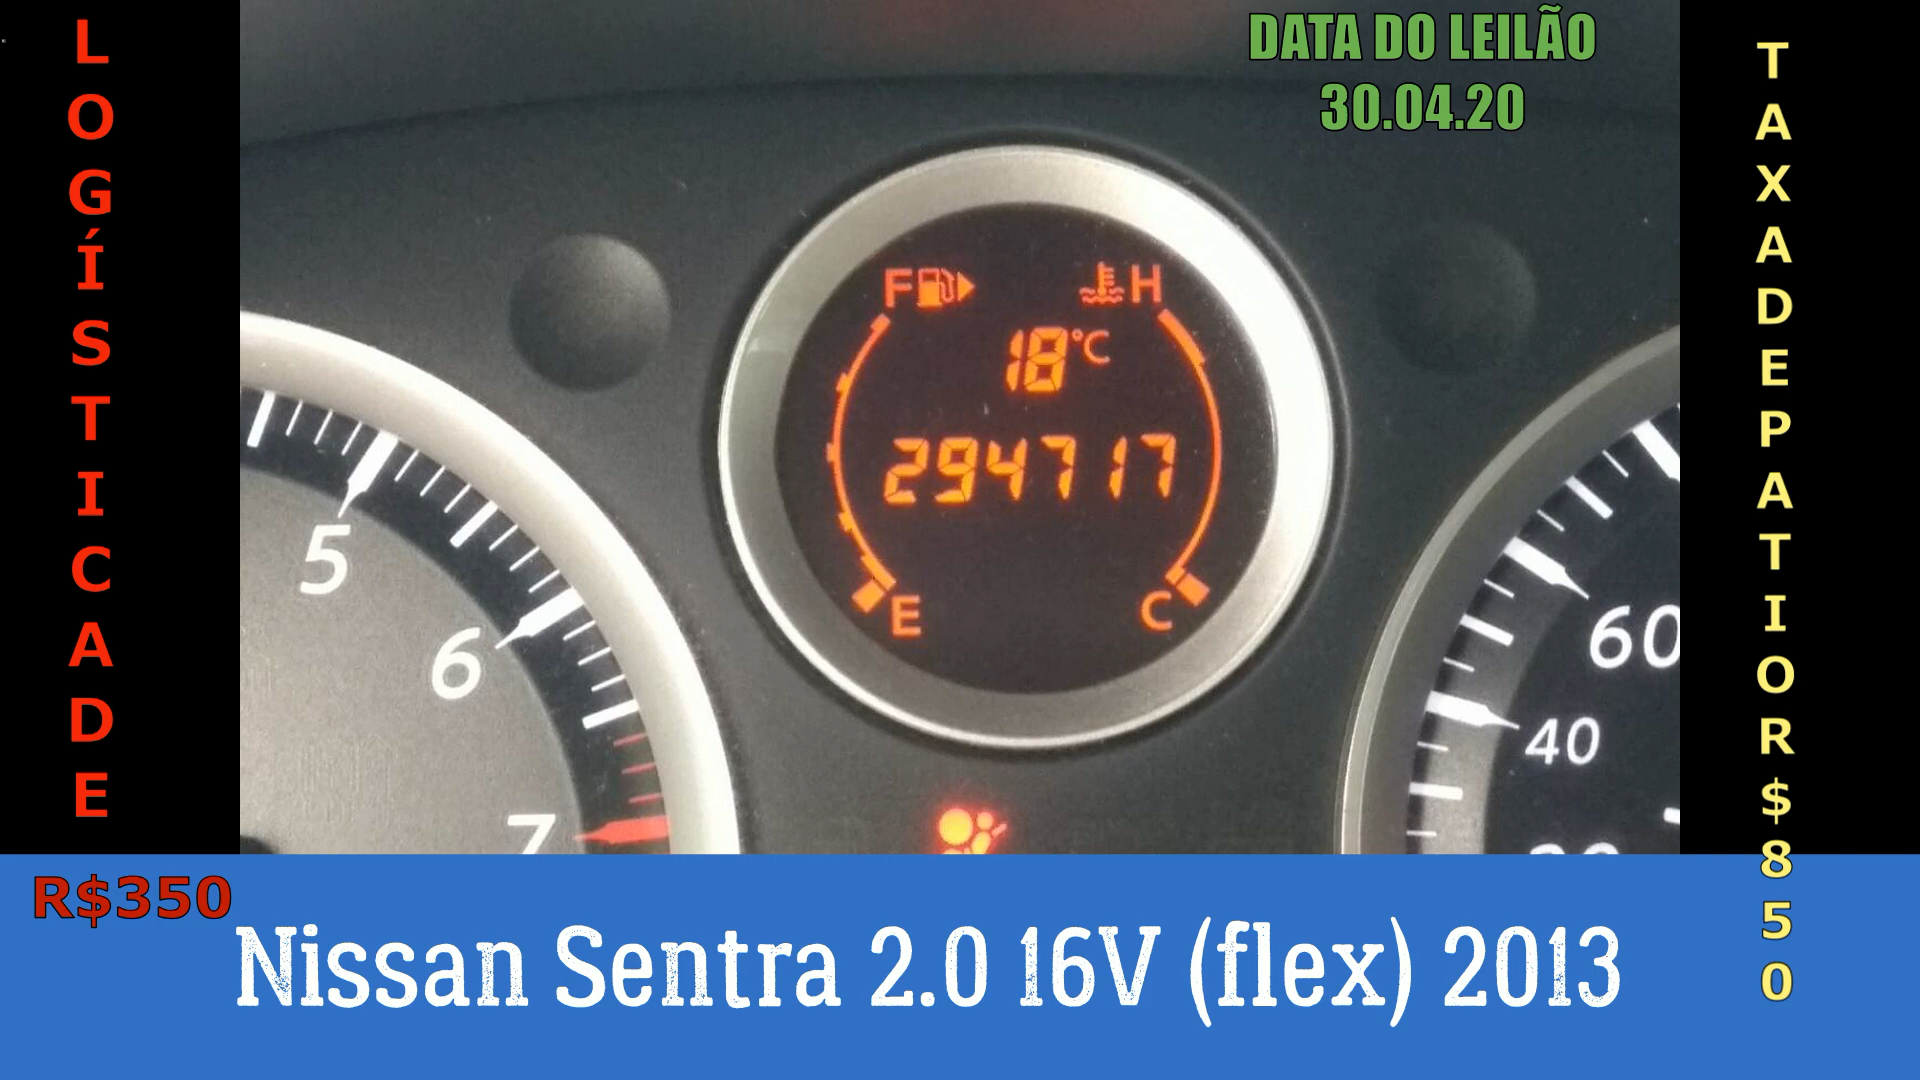 LOGÍSTICA DE
R$350
DATA DO LEILÃO
30.04.20
F H
18°C
294717
E C
5
6
7
60
40
TAXA DE PATIO R$850
Nissan Sentra 2.0 16V (flex) 2013